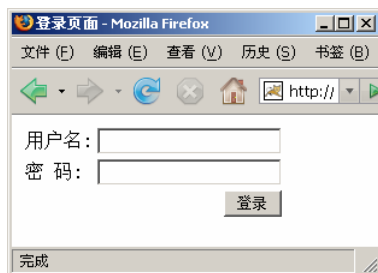 登录页面 - Mozilla Firefox
文件(F) 编辑(E) 查看(V) 历史(S) 书签(B)
http://
用户名:
密 码:
登录
完成